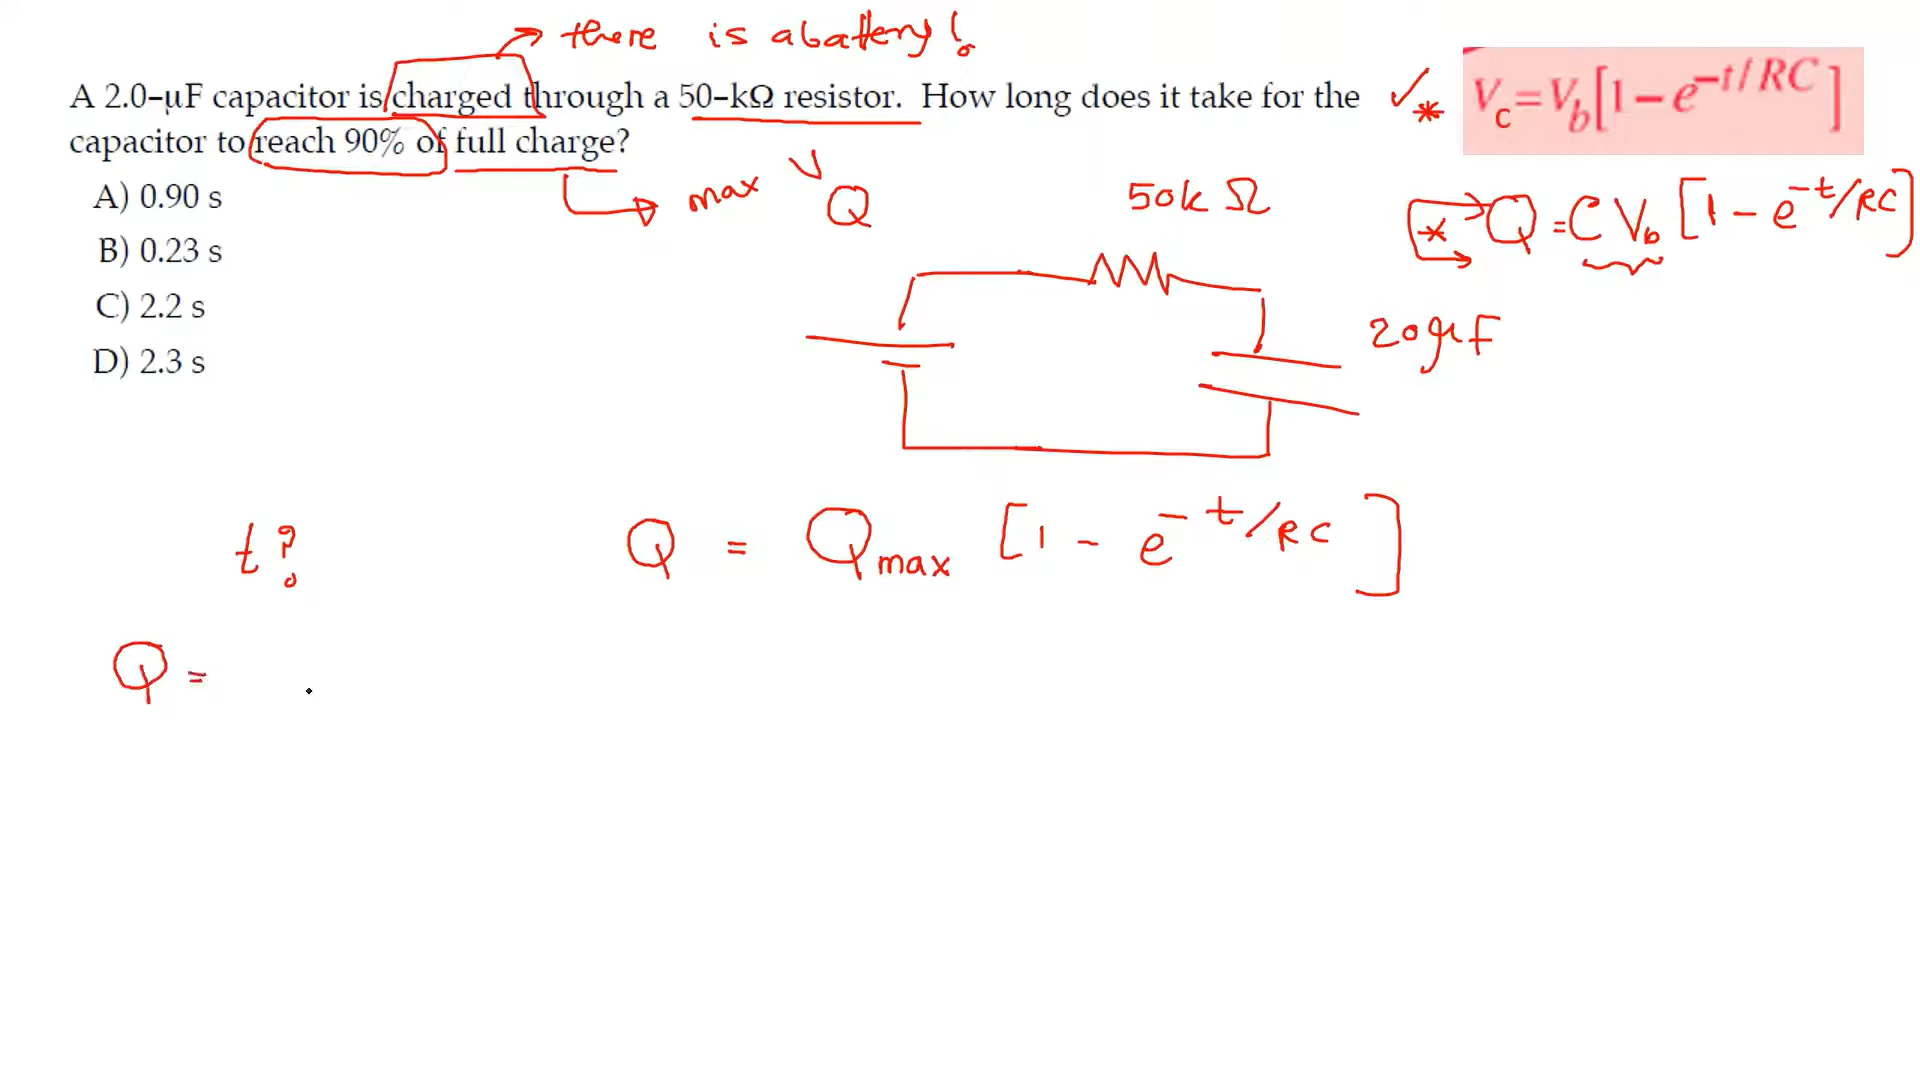 there is a battery!
A 2.0–μF capacitor is charged through a 50–kΩ resistor. How long does it take for the
capacitor to reach 90% of full charge?
✓* Vc=Vb[1−e−t/RC]
max Q
A) 0.90 s
B) 0.23 s
C) 2.2 s
D) 2.3 s
50k Ω
* Q = C Vb [1 − e−t/RC]
20μF
t?
Q = Qmax [1 − e−t/RC]
Q =